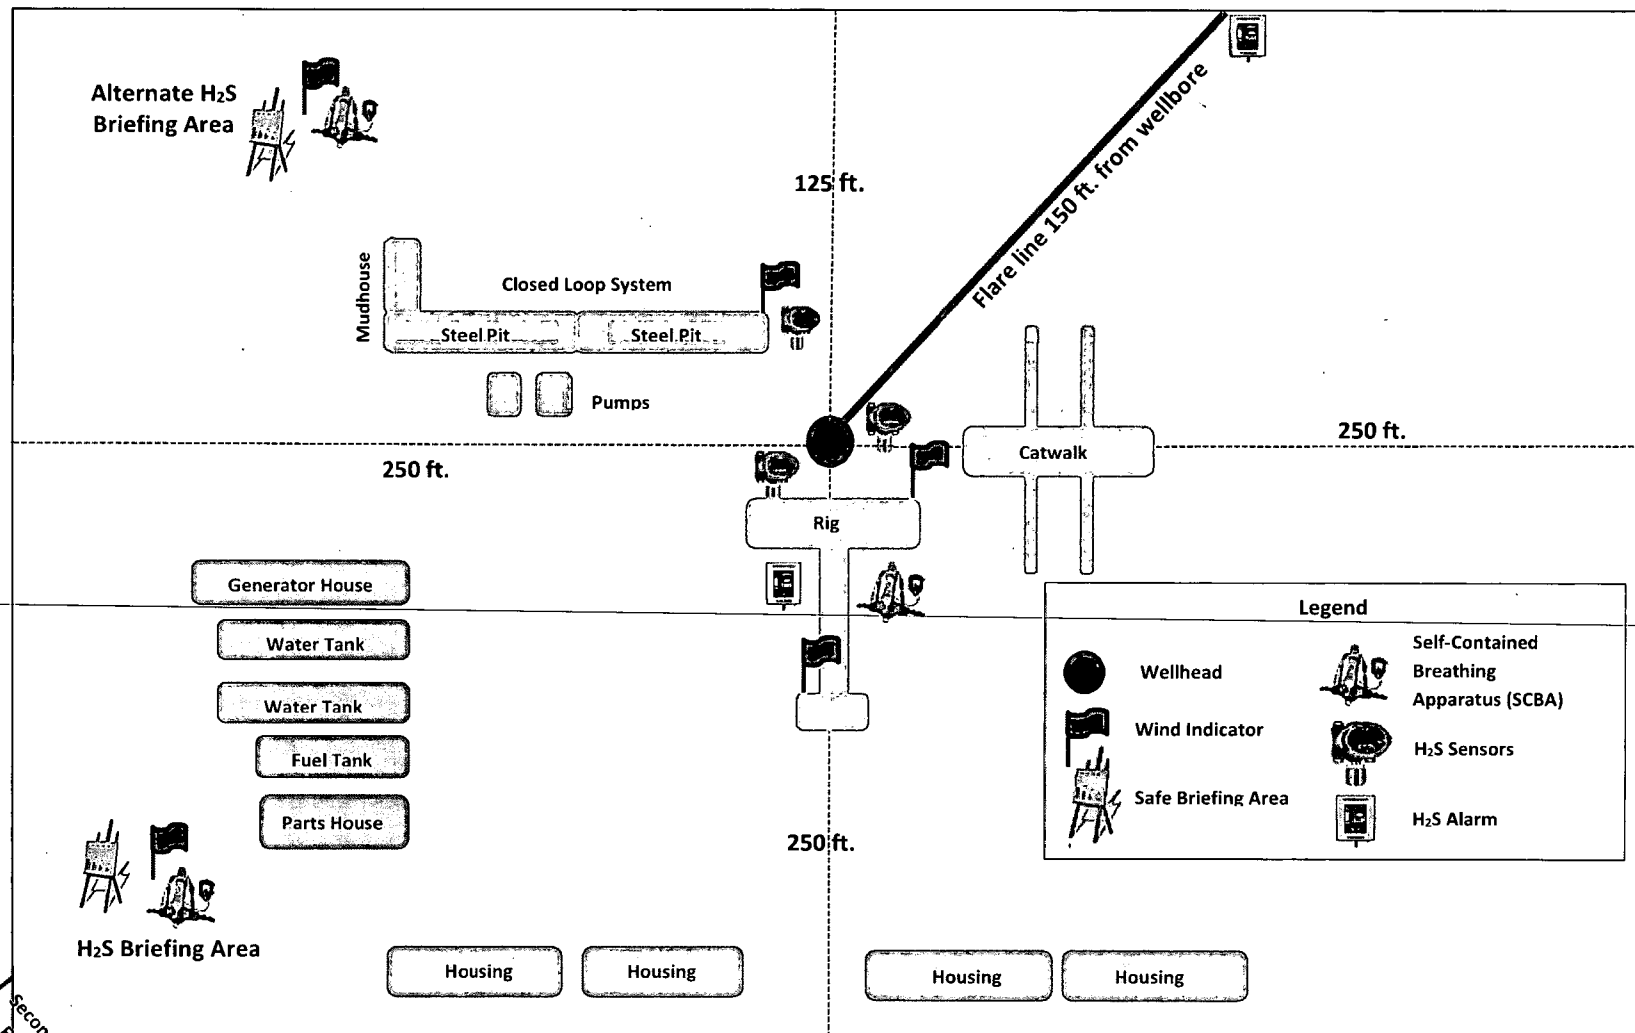 Alternate H₂S
Briefing Area
125 ft.
Flare line 150 ft. from wellbore
Mudhouse
Closed Loop System
Steel Pit
Steel Pit
Pumps
250 ft.
250 ft.
Catwalk
Rig
Generator House
Water Tank
Water Tank
Fuel Tank
Parts House
250 ft.
H₂S Briefing Area
Housing
Housing
Housing
Housing
Legend
Wellhead
Wind Indicator
Safe Briefing Area
Self-Contained
Breathing
Apparatus (SCBA)
H₂S Sensors
H₂S Alarm